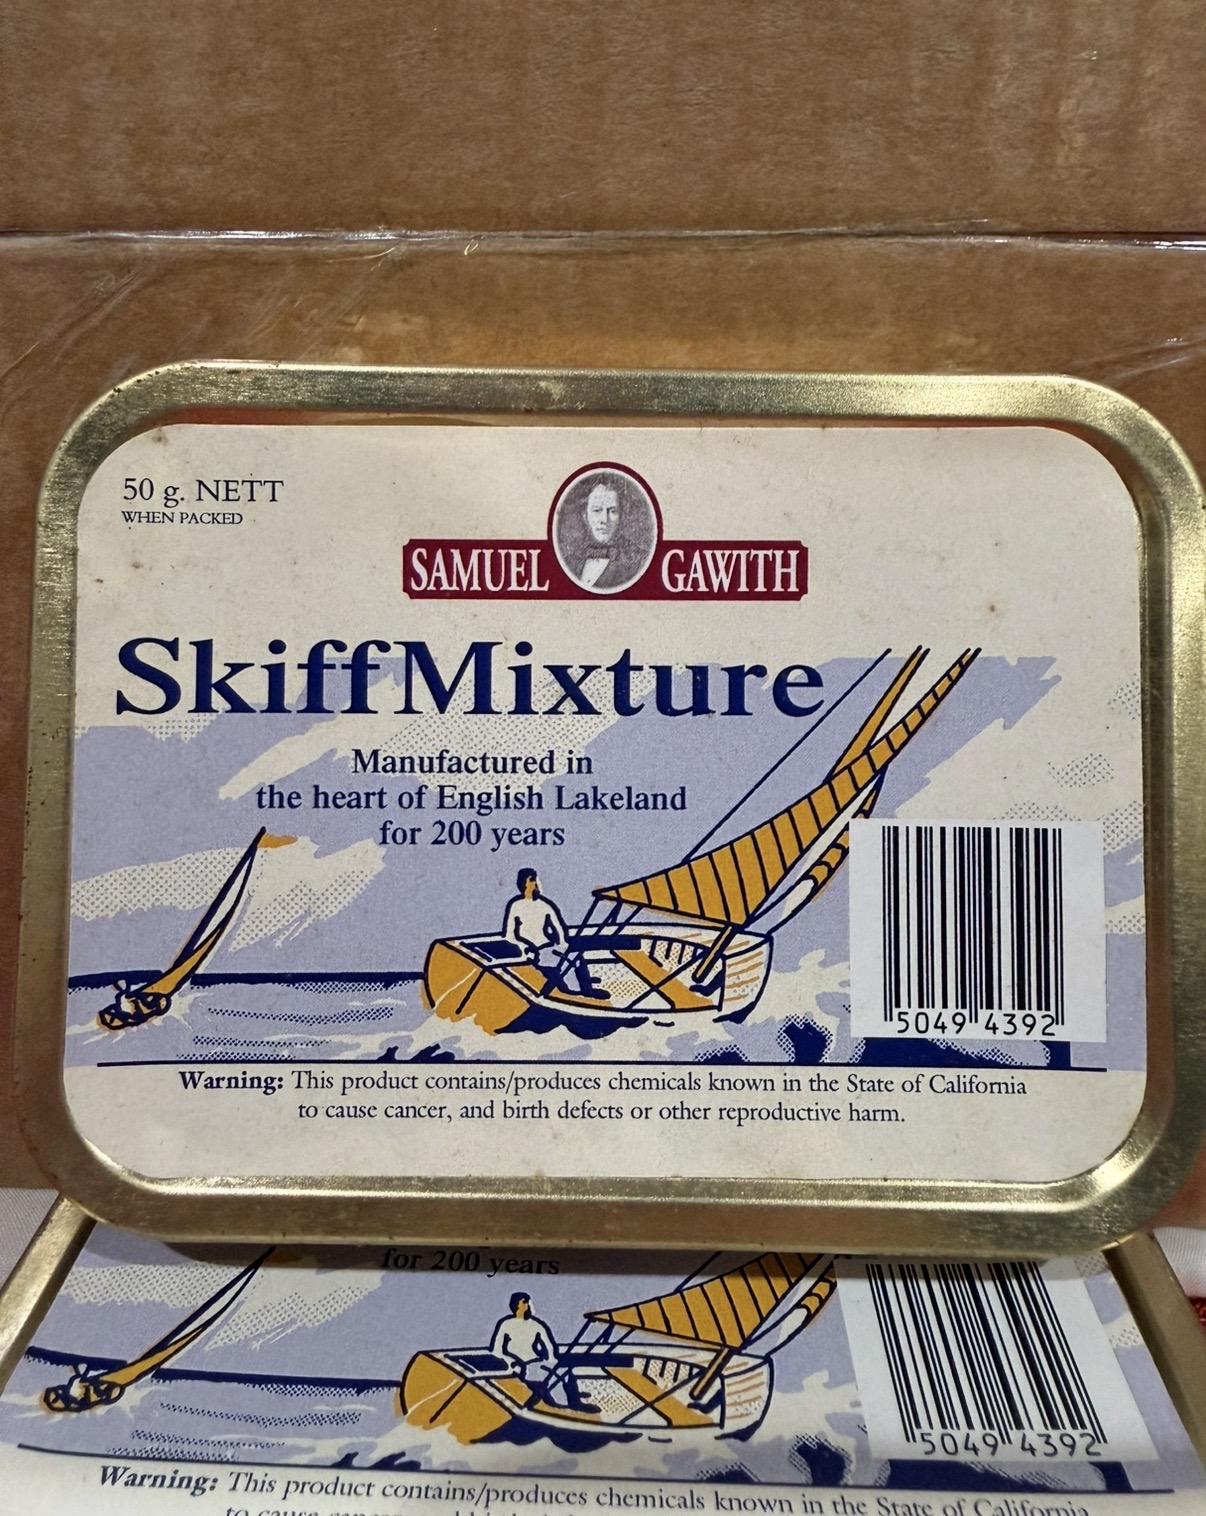 50 g. NETT
WHEN PACKED
SAMUEL GAWITH
SkiffMixture
Manufactured in
the heart of English Lakeland
for 200 years
5049 4392
Warning: This product contains/produces chemicals known in the State of California
to cause cancer, and birth defects or other reproductive harm.
for 200 years
5049 4392
Warning: This product contains/produces chemicals known in the State of California
to cause